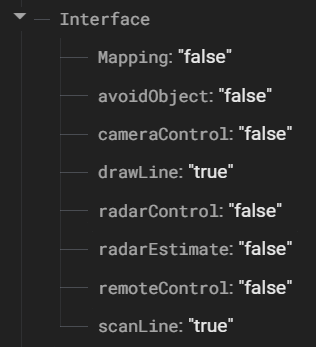 Interface
Mapping: "false"
avoidObject: "false"
cameraControl: "false"
drawLine: "true"
radarControl: "false"
radarEstimate: "false"
remoteControl: "false"
scanLine: "true"